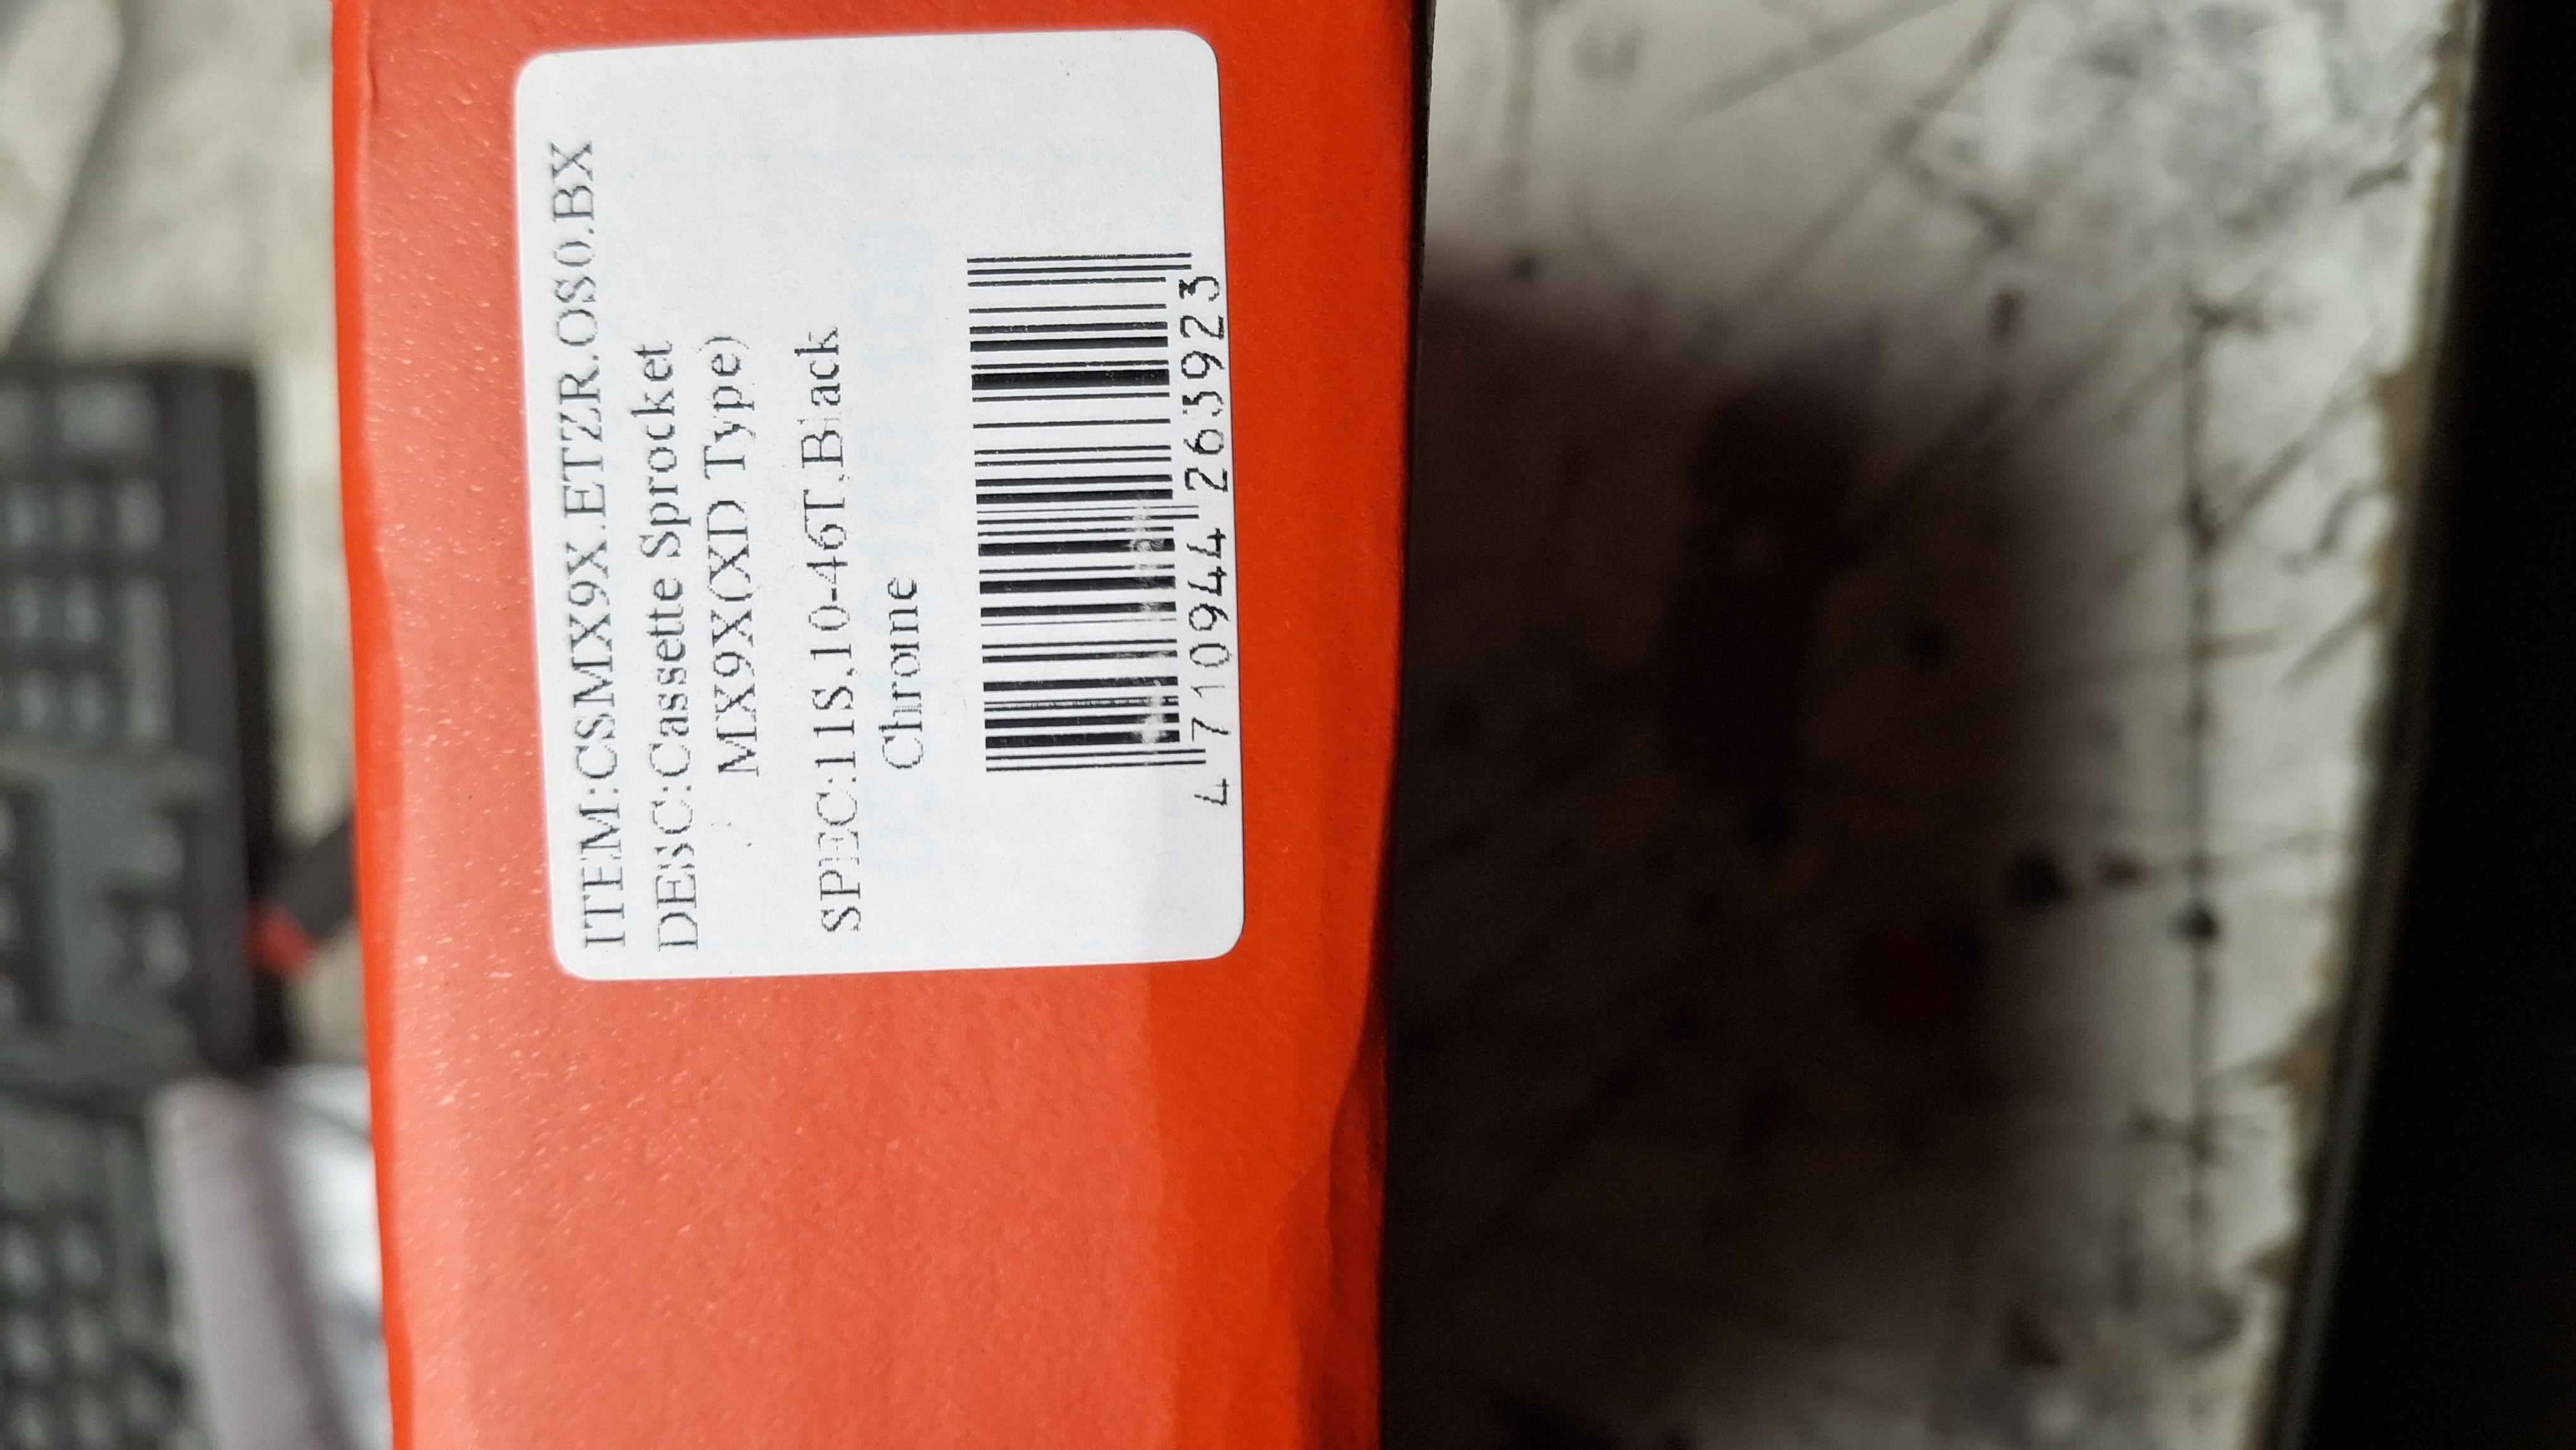 ITEM:CSMX9X.ETZR.OS0.BX
DESC:Cassette Sprocket
MX9X(XD Type)
SPEC:11S,10-46T,Black
Chrome
4 710944 263923